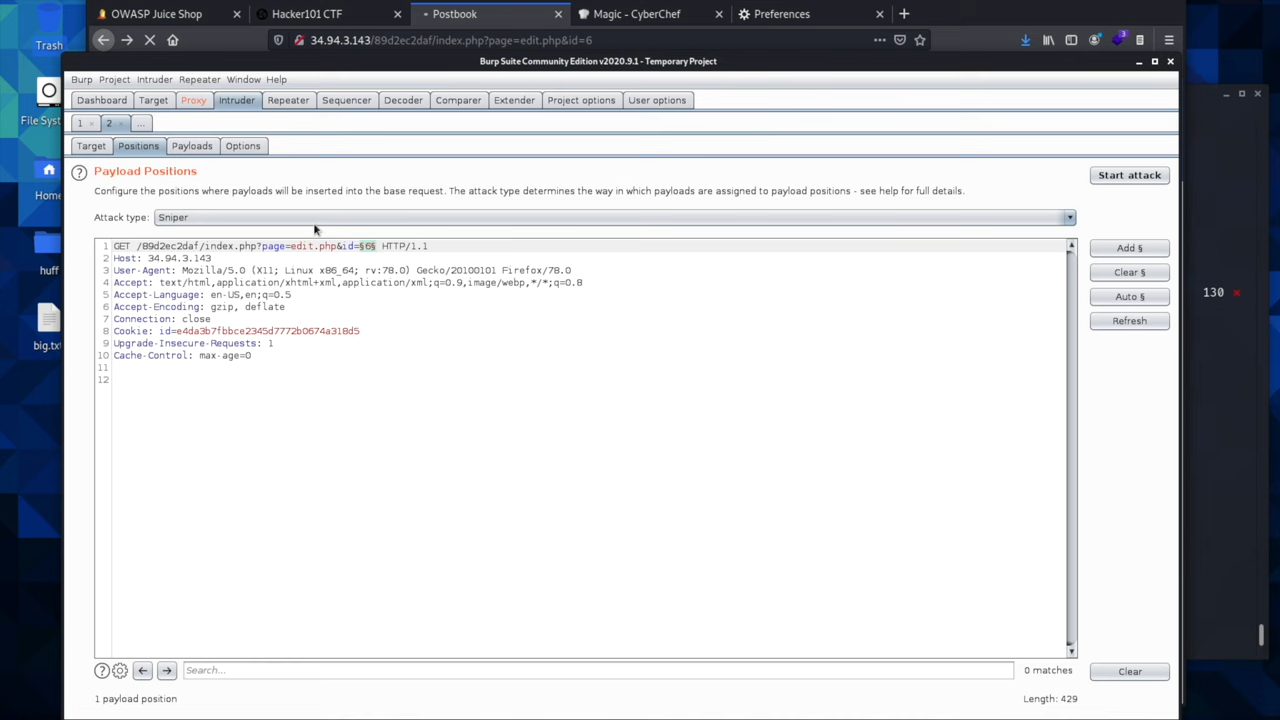 Trash
File Sys
Home
huff
big.txt
OWASP Juice Shop
Hacker101 CTF
Postbook
Magic - CyberChef
Preferences
34.94.3.143/89d2ec2daf/index.php?page=edit.php&id=6
3
Burp Suite Community Edition v2020.9.1 - Temporary Project
Burp Project Intruder Repeater Window Help
Dashboard Target Proxy Intruder Repeater Sequencer Decoder Comparer Extender Project options User options
1 × 2 × ...
Target Positions Payloads Options
? Payload Positions
Start attack
Configure the positions where payloads will be inserted into the base request. The attack type determines the way in which payloads are assigned to payload positions - see help for full details.
Attack type: Sniper
1 GET /89d2ec2daf/index.php?page=edit.php&id=§6§ HTTP/1.1
2 Host: 34.94.3.143
3 User-Agent: Mozilla/5.0 (X11; Linux x86_64; rv:78.0) Gecko/20100101 Firefox/78.0
4 Accept: text/html,application/xhtml+xml,application/xml;q=0.9,image/webp,*/*;q=0.8
5 Accept-Language: en-US,en;q=0.5
6 Accept-Encoding: gzip, deflate
7 Connection: close
8 Cookie: id=e4da3b7fbbce2345d7772b0674a318d5
9 Upgrade-Insecure-Requests: 1
10 Cache-Control: max-age=0
11
12
Add §
Clear §
Auto §
Refresh
130 ×
? Search...
0 matches
Clear
1 payload position
Length: 429